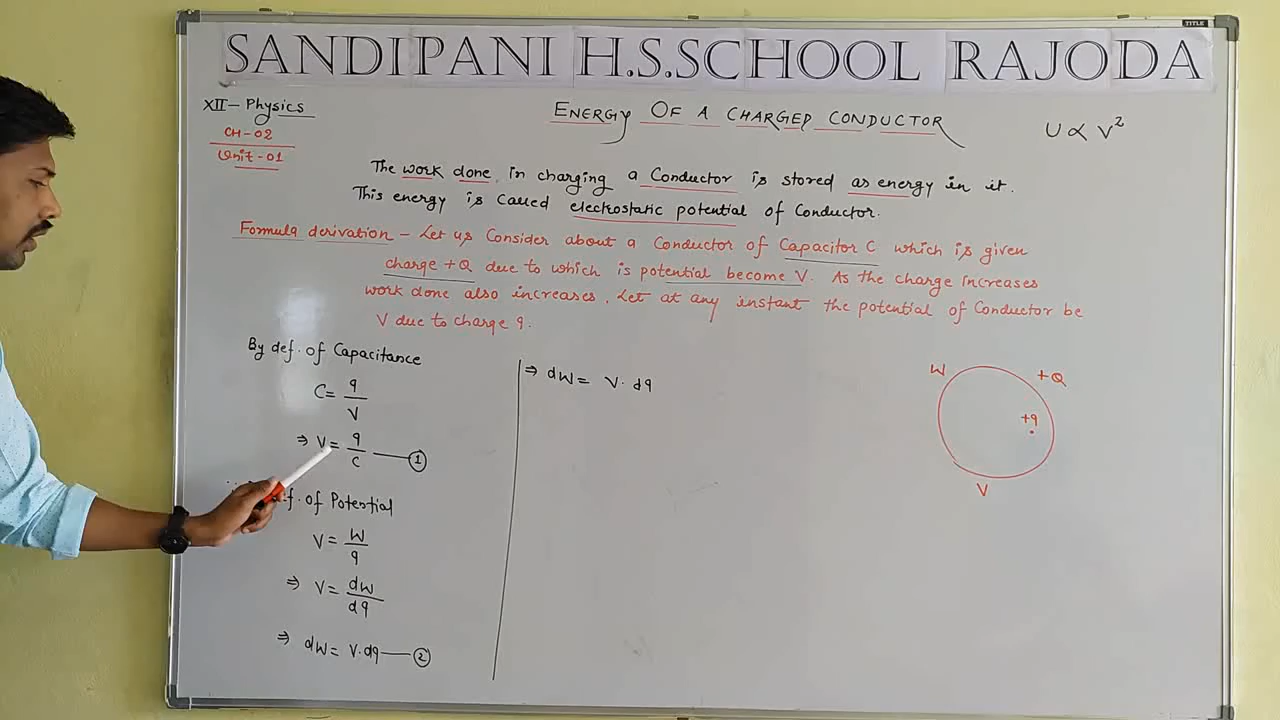 TITLE
SANDIPANI H.S.SCHOOL RAJODA
XII - Physics
CH-02
Unit-01
ENERGY OF A CHARGED CONDUCTOR
U ∝ V²
The work done in charging a Conductor is stored as energy in it.
This energy is called electrostatic potential of Conductor.
Formula derivation - Let us Consider about a Conductor of Capacitor C which is given
charge +Q due to which is potential become V. As the charge increases
work done also increases. Let at any instant the potential of Conductor be
V due to charge q.
By def. of Capacitance
C = q/V
⇒ V = q/C — ①
of Potential
V = W/q
⇒ V = dW/dq
⇒ dW = V·dq — ②
⇒ dW = V·dq
W
+Q
+q
V